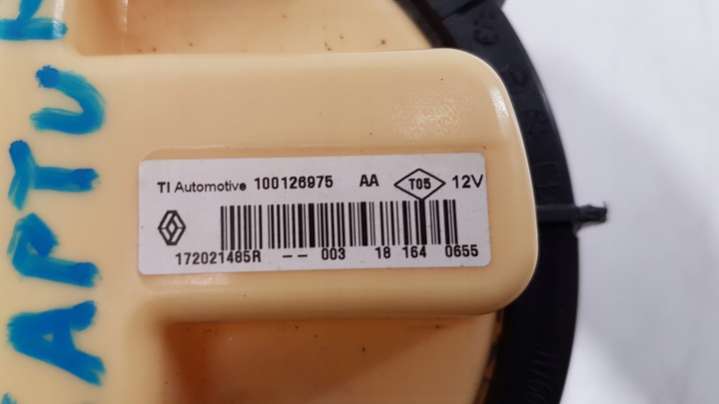 TI Automotive 100126975 AA T05 12V
172021485R -- 003 18 164 0655